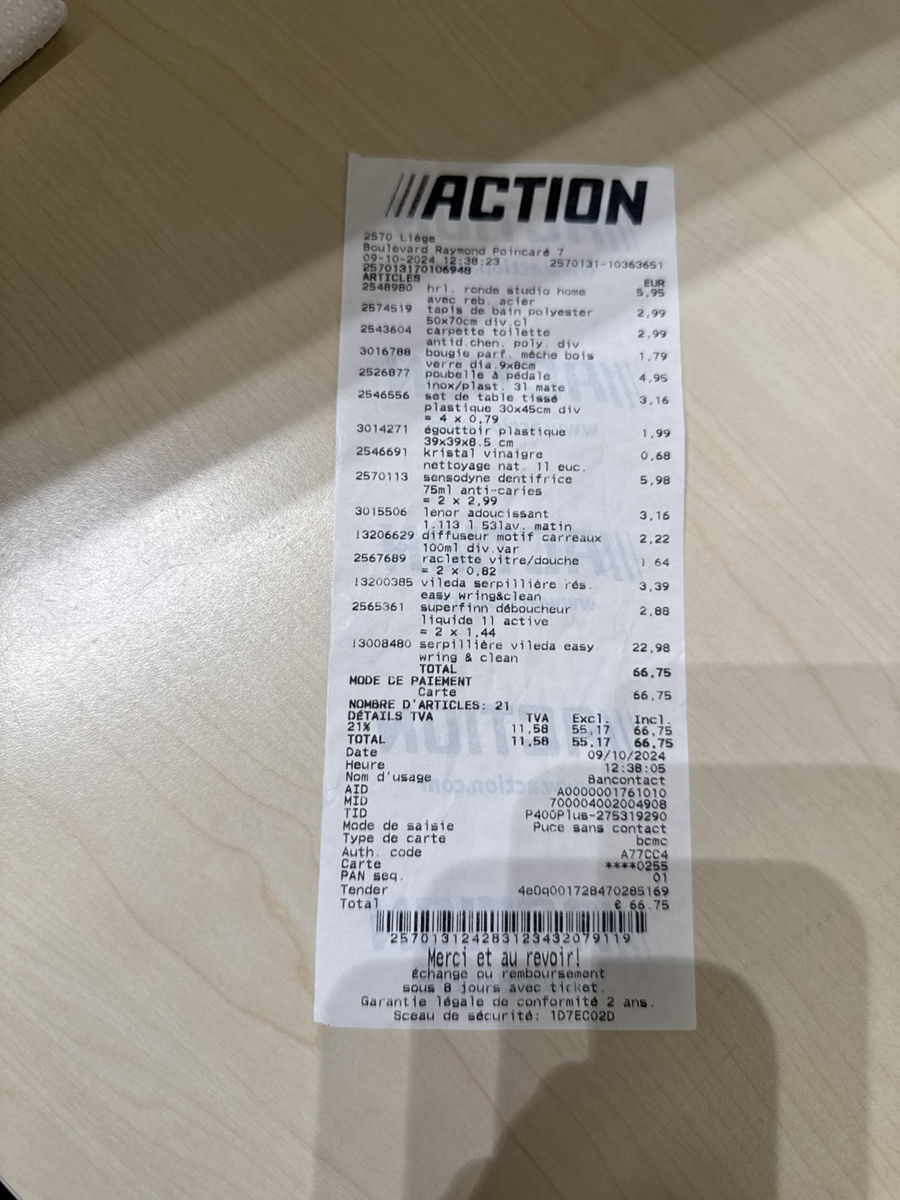 ///ACTION
2570 Liége
Boulevard Raymond Poincaré 7
09-10-2024 12:38:23 2570131-10363651
257013170106948
ARTICLES EUR
2548980 hrl. ronde studio home 5,95
avec reb. acier
2574519 tapis de bain polyester 2,99
50x70cm div.cl
2543604 carpette toilette 2,99
antid.chen. poly. div
3016788 bougie parf. mèche bois 1,79
verre dia.9x8cm
2526877 poubelle à pédale 4,95
inox/plast. 3l mate
2546556 set de table tissé 3,16
plastique 30x45cm div
= 4 x 0,79
3014271 égouttoir plastique 1,99
39x39x8.5 cm
2546691 kristal vinaigre 0,68
nettoyage nat. 1l euc.
2570113 sensodyne dentifrice 5,98
75ml anti-caries
= 2 x 2,99
3015506 lenor adoucissant 3,16
1.113 l 53lav. matin
!3206629 diffuseur motif carreaux 2,22
100ml div.var
2567689 raclette vitre/douche 1 64
= 2 x 0,82
!3200385 vileda serpillière rés. 3,39
easy wring&clean
2565361 superfinn déboucheur 2,88
liquide 1l active
= 2 x 1,44
!3008480 serpillière vileda easy 22,98
wring & clean
TOTAL 66,75
MODE DE PAIEMENT
Carte 66,75
NOMBRE D'ARTICLES: 21
DÉTAILS TVA TVA Excl. Incl.
21% 11,58 55,17 66,75
TOTAL 11,58 55,17 66,75
Date 09/10/2024
Heure 12:38:05
Nom d'usage Bancontact
AID A0000001761010
MID 700004002004908
TID P400Plus-275319290
Mode de saisie Puce sans contact
Type de carte bcmc
Auth. code A77CC4
Carte ****0255
PAN seq. 01
Tender 4e0q001728470285169
Total € 66.75
2570131242831234320791​19
Merci et au revoir!
Échange ou remboursement
sous 8 jours avec ticket.
Garantie légale de conformité 2 ans.
Sceau de sécurité: 1D7EC02D